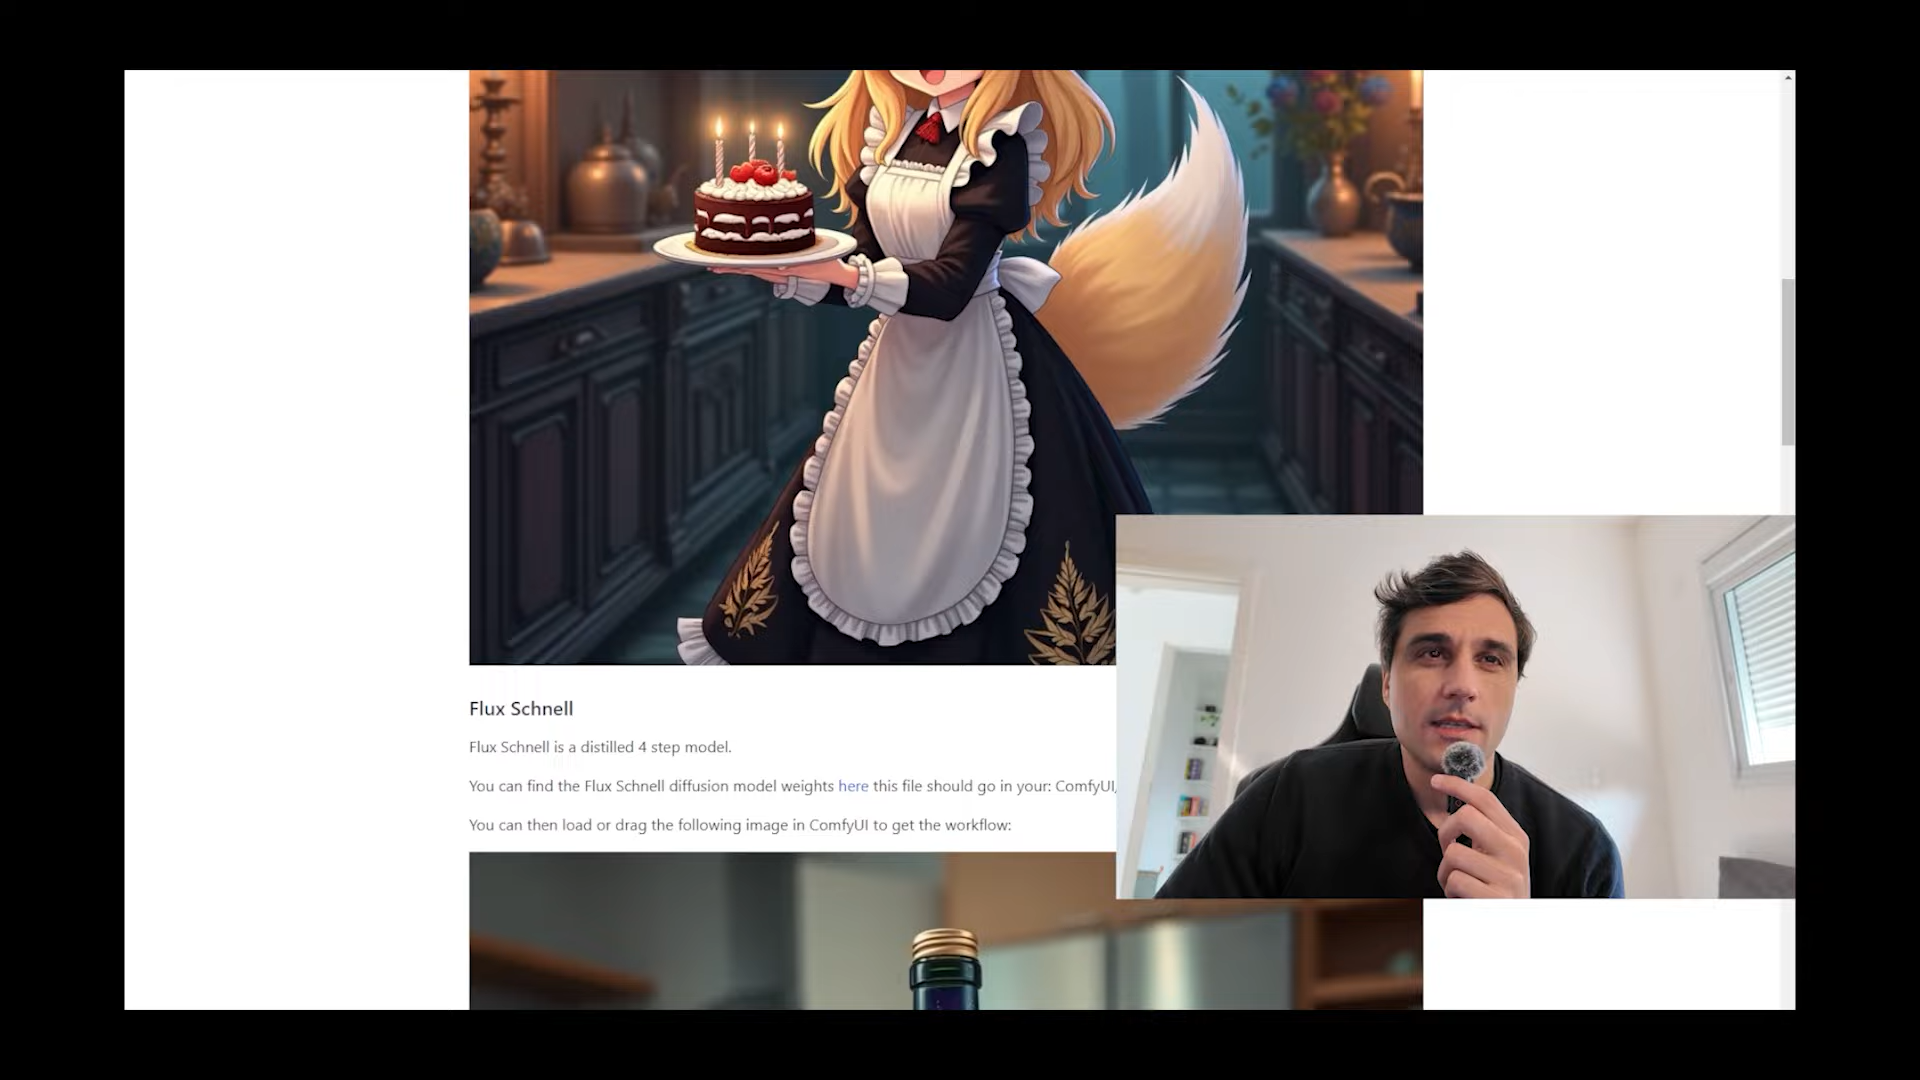 Flux Schnell
Flux Schnell is a distilled 4 step model.
You can find the Flux Schnell diffusion model weights here this file should go in your: ComfyUI/
You can then load or drag the following image in ComfyUI to get the workflow: